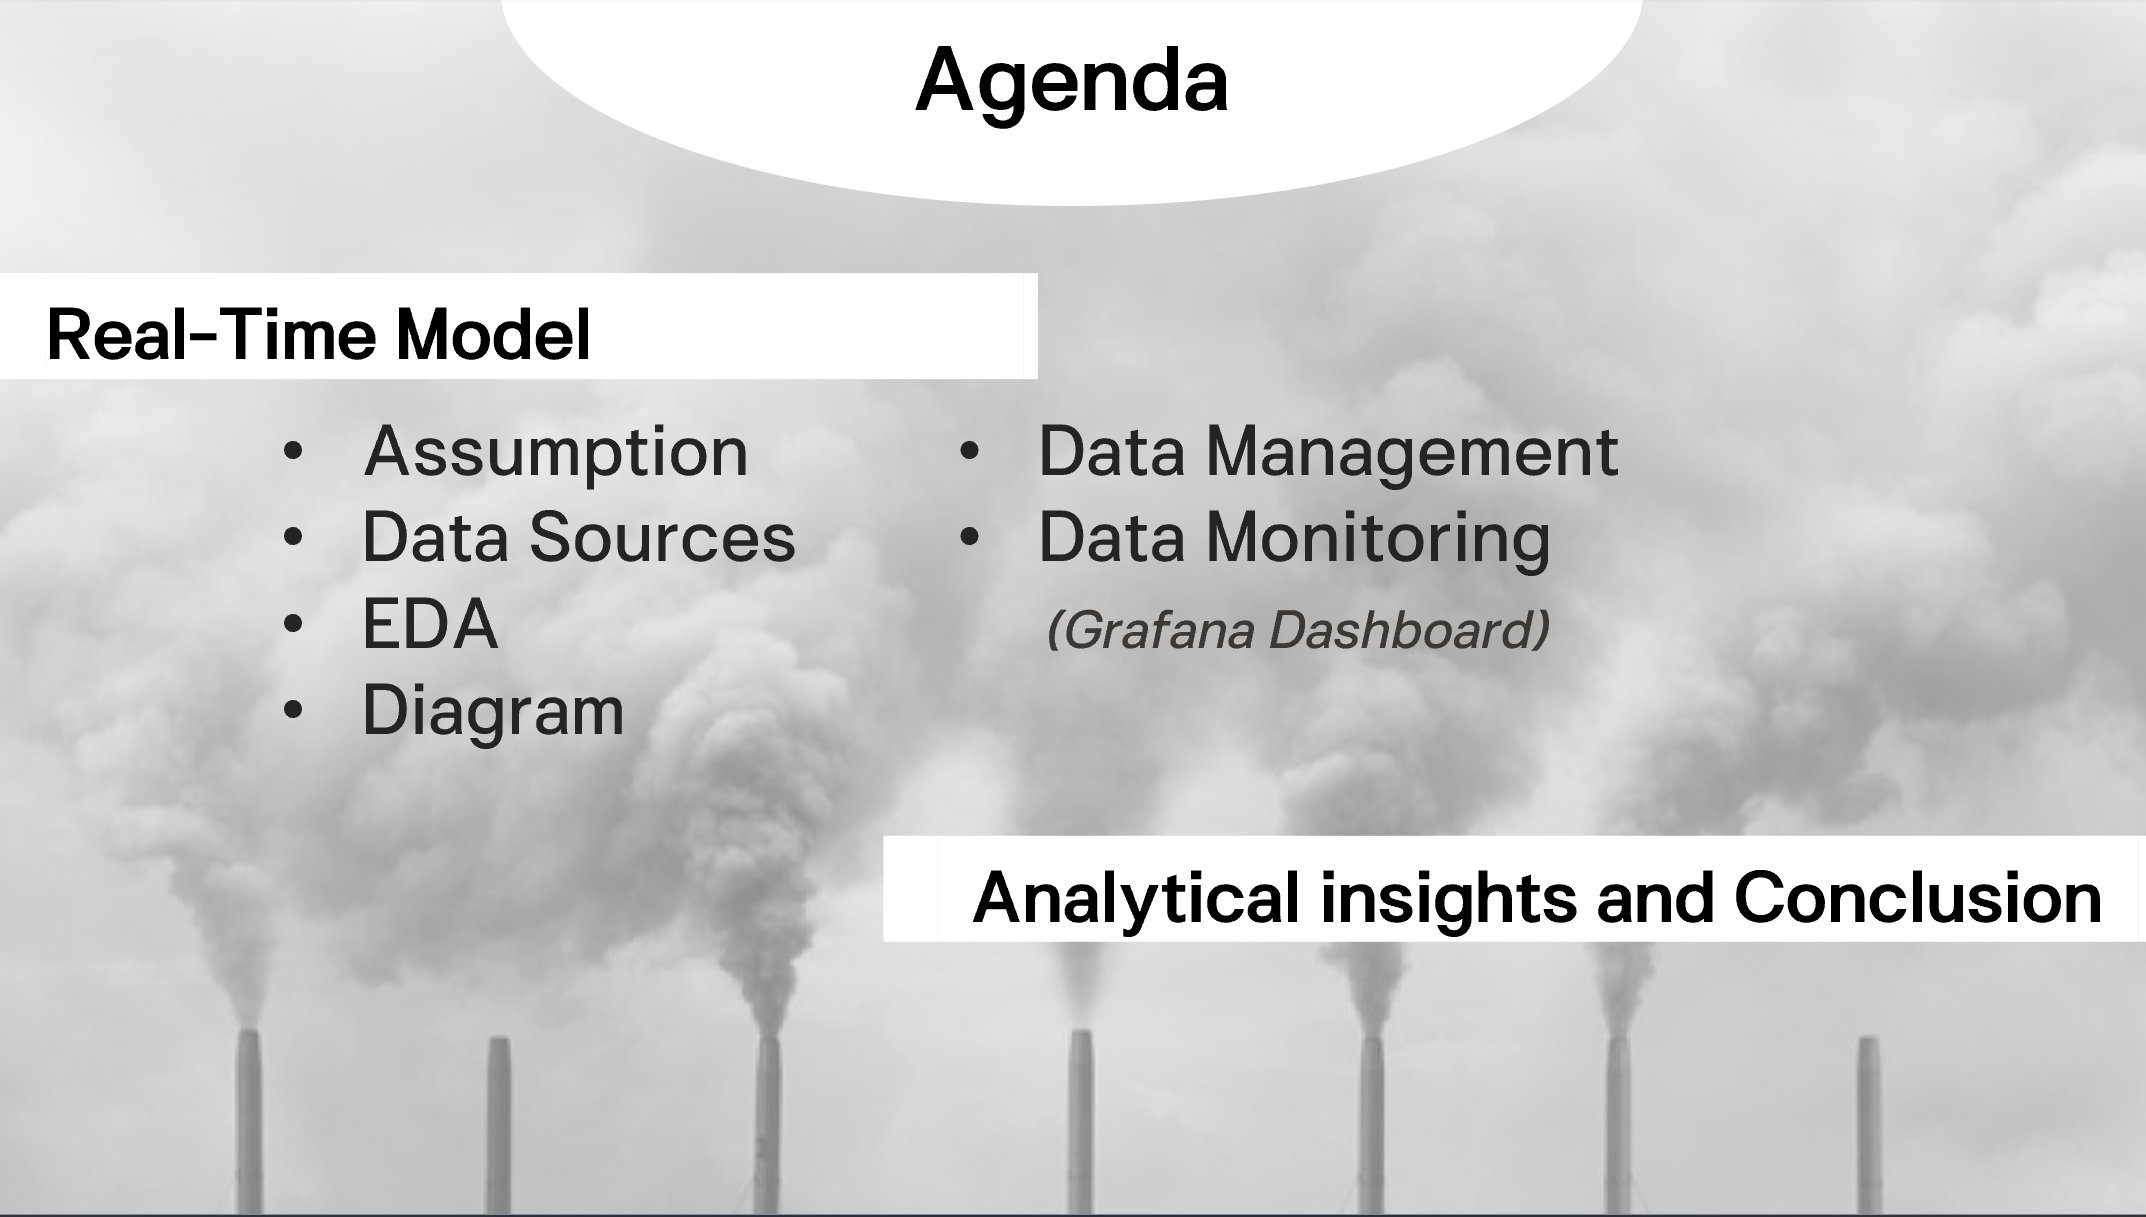 Agenda
Real-Time Model
• Assumption
• Data Sources
• EDA
• Diagram
• Data Management
• Data Monitoring
(Grafana Dashboard)
Analytical insights and Conclusion